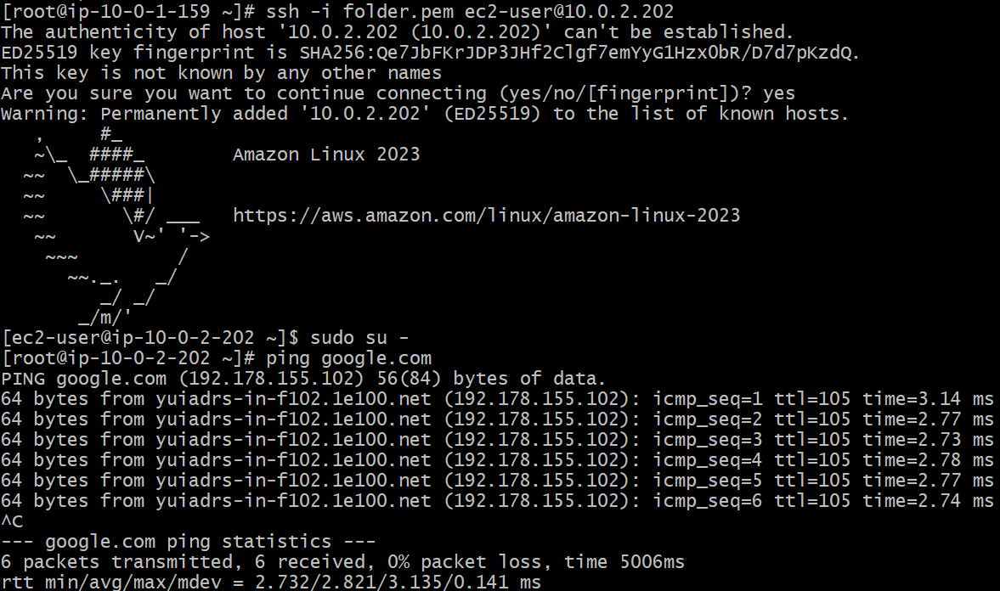 [root@ip-10-0-1-159 ~]# ssh -i folder.pem ec2-user@10.0.2.202
The authenticity of host '10.0.2.202 (10.0.2.202)' can't be established.
ED25519 key fingerprint is SHA256:Qe7JbFKrJDP3JHf2Clgf7emYyG1HzxObR/D7d7pKzdQ.
This key is not known by any other names
Are you sure you want to continue connecting (yes/no/[fingerprint])? yes
Warning: Permanently added '10.0.2.202' (ED25519) to the list of known hosts.
   ,     #_
   ~\_  ####_        Amazon Linux 2023
  ~~  \_#####\
  ~~     \###|
  ~~       \#/ ___   https://aws.amazon.com/linux/amazon-linux-2023
   ~~       V~' '->
    ~~~         /
      ~~._.   _/
         _/ _/
       _/m/'
[ec2-user@ip-10-0-2-202 ~]$ sudo su -
[root@ip-10-0-2-202 ~]# ping google.com
PING google.com (192.178.155.102) 56(84) bytes of data.
64 bytes from yuiadrs-in-f102.1e100.net (192.178.155.102): icmp_seq=1 ttl=105 time=3.14 ms
64 bytes from yuiadrs-in-f102.1e100.net (192.178.155.102): icmp_seq=2 ttl=105 time=2.77 ms
64 bytes from yuiadrs-in-f102.1e100.net (192.178.155.102): icmp_seq=3 ttl=105 time=2.73 ms
64 bytes from yuiadrs-in-f102.1e100.net (192.178.155.102): icmp_seq=4 ttl=105 time=2.78 ms
64 bytes from yuiadrs-in-f102.1e100.net (192.178.155.102): icmp_seq=5 ttl=105 time=2.77 ms
64 bytes from yuiadrs-in-f102.1e100.net (192.178.155.102): icmp_seq=6 ttl=105 time=2.74 ms
^C
--- google.com ping statistics ---
6 packets transmitted, 6 received, 0% packet loss, time 5006ms
rtt min/avg/max/mdev = 2.732/2.821/3.135/0.141 ms